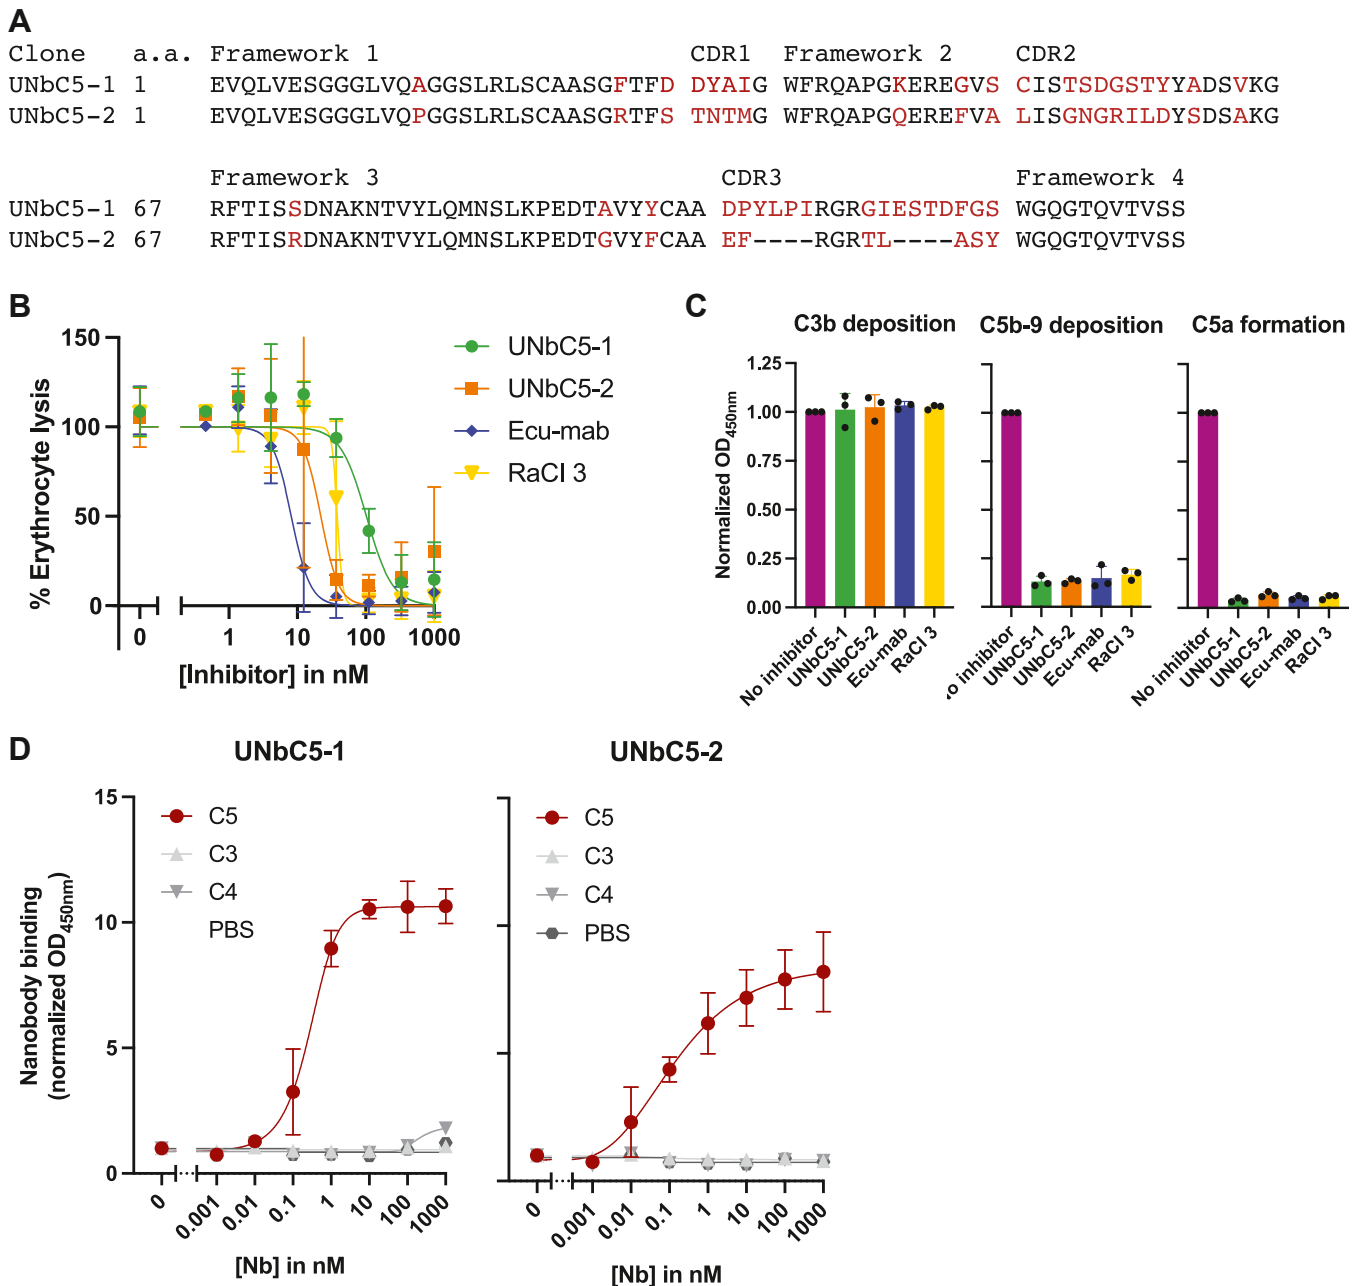 A
Clone a.a. Framework 1 CDR1 Framework 2 CDR2
UNbC5-1 1 EVQLVESGGGLVQAGGSLRLSCAASGFTFD DYAIG WFRQAPGKEREGVS CISTSDGSTYYADSVKG
UNbC5-2 1 EVQLVESGGGLVQPGGSLRLSCAASGRTFS TNTMG WFRQAPGQEREFVA LISGNGRILDYSDSAKG
Framework 3 CDR3 Framework 4
UNbC5-1 67 RFTISSDNAKNTVYLQMNSLKPEDTAVYYCAA DPYLPIRGRGIESTDFGS WGQGTQVTVSS
UNbC5-2 67 RFTISRDNAKNTVYLQMNSLKPEDTGVYFCAA EF----RGRTL----ASY WGQGTQVTVSS
B
% Erythrocyte lysis
150
100
50
0
0 1 10 100 1000
[Inhibitor] in nM
UNbC5-1
UNbC5-2
Ecu-mab
RaCI 3
C
C3b deposition C5b-9 deposition C5a formation
Normalized OD450nm
1.25
1.00
0.75
0.50
0.25
0.00
No inhibitor UNbC5-1 UNbC5-2 Ecu-mab RaCI 3
o inhibitor UNbC5-1 UNbC5-2 Ecu-mab RaCI 3
No inhibitor UNbC5-1 UNbC5-2 Ecu-mab RaCI 3
D
UNbC5-1
Nanobody binding
(normalized OD450nm)
15
10
5
0
C5
C3
C4
PBS
0 0.001 0.01 0.1 1 10 100 1000
[Nb] in nM
UNbC5-2
C5
C3
C4
PBS
0 0.001 0.01 0.1 1 10 100 1000
[Nb] in nM